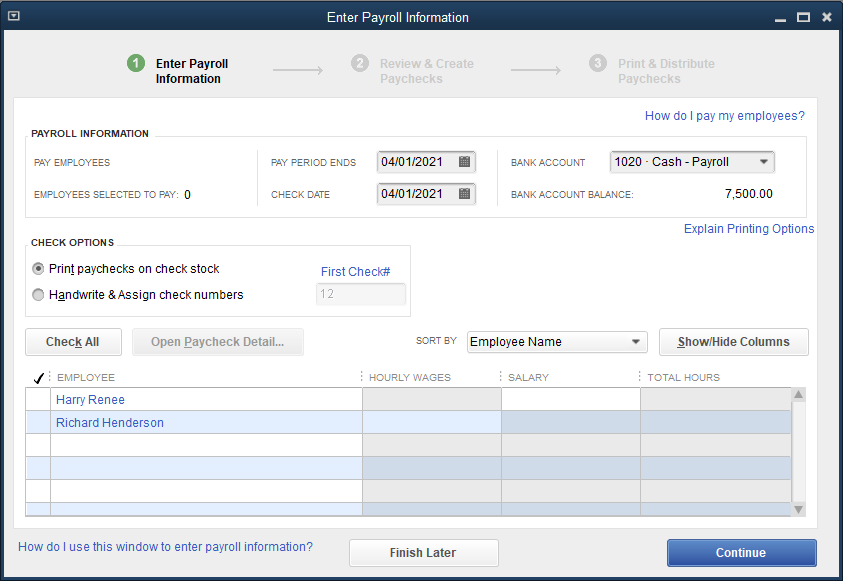 Enter Payroll Information
1 Enter Payroll Information
2 Review & Create Paychecks
3 Print & Distribute Paychecks
How do I pay my employees?
PAYROLL INFORMATION
PAY EMPLOYEES
PAY PERIOD ENDS 04/01/2021
BANK ACCOUNT 1020 · Cash - Payroll
EMPLOYEES SELECTED TO PAY: 0
CHECK DATE 04/01/2021
BANK ACCOUNT BALANCE: 7,500.00
Explain Printing Options
CHECK OPTIONS
Print paychecks on check stock
First Check#
Handwrite & Assign check numbers
12
Check All
Open Paycheck Detail...
SORT BY Employee Name
Show/Hide Columns
EMPLOYEE HOURLY WAGES SALARY TOTAL HOURS
Harry Renee
Richard Henderson
How do I use this window to enter payroll information?
Finish Later
Continue